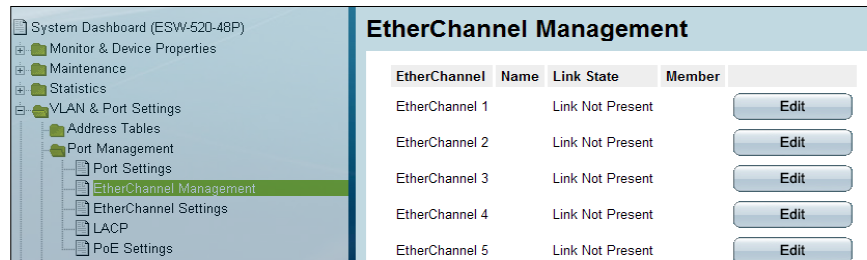 System Dashboard (ESW-520-48P)
Monitor & Device Properties
Maintenance
Statistics
VLAN & Port Settings
Address Tables
Port Management
Port Settings
EtherChannel Management
EtherChannel Settings
LACP
PoE Settings
EtherChannel Management
EtherChannel Name Link State Member
EtherChannel 1 Link Not Present Edit
EtherChannel 2 Link Not Present Edit
EtherChannel 3 Link Not Present Edit
EtherChannel 4 Link Not Present Edit
EtherChannel 5 Link Not Present Edit